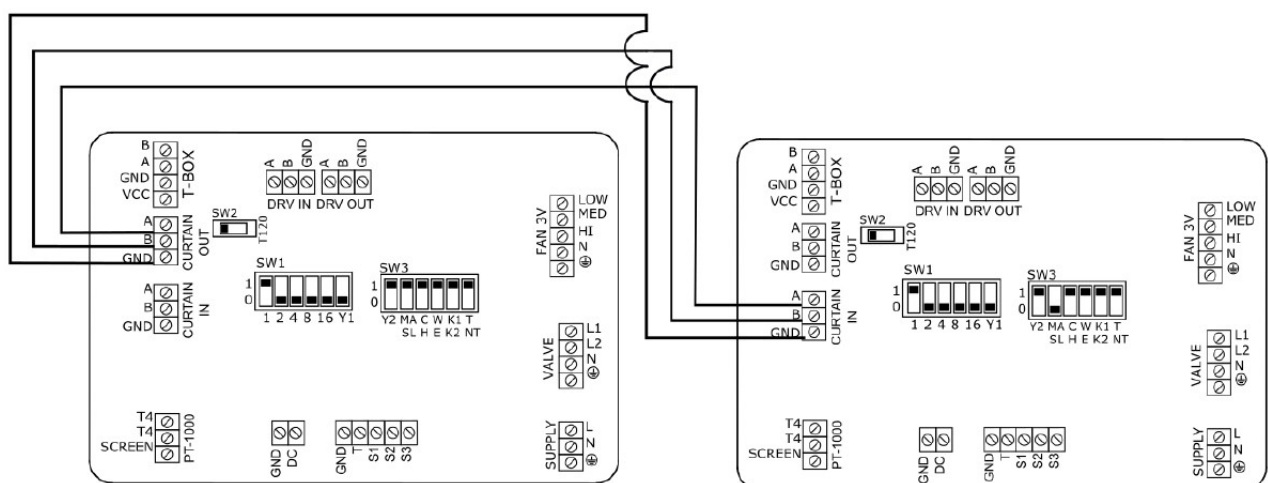 B
A
GND
VCC
T-BOX
A
B
GND
CURTAIN
OUT
A
B
GND
CURTAIN
IN
SW2
T120
A B GND A B GND
DRV IN DRV OUT
LOW
MED
HI
N
FAN 3V
SW1
1
0
1 2 4 8 16 Y1
SW3
1
0
Y2 MA C W K1 T
SL H E K2 NT
L1
L2
N
VALVE
T4
T4
SCREEN
PT-1000
GND DC
GND T S1 S2 S3
SUPPLY
L
N
B
A
GND
VCC
T-BOX
A
B
GND
CURTAIN
OUT
A
B
GND
CURTAIN
IN
SW2
T120
A B GND A B GND
DRV IN DRV OUT
LOW
MED
HI
N
FAN 3V
SW1
1
0
1 2 4 8 16 Y1
SW3
1
0
Y2 MA C W K1 T
SL H E K2 NT
L1
L2
N
VALVE
T4
T4
SCREEN
PT-1000
GND DC
GND T S1 S2 S3
SUPPLY
L
N